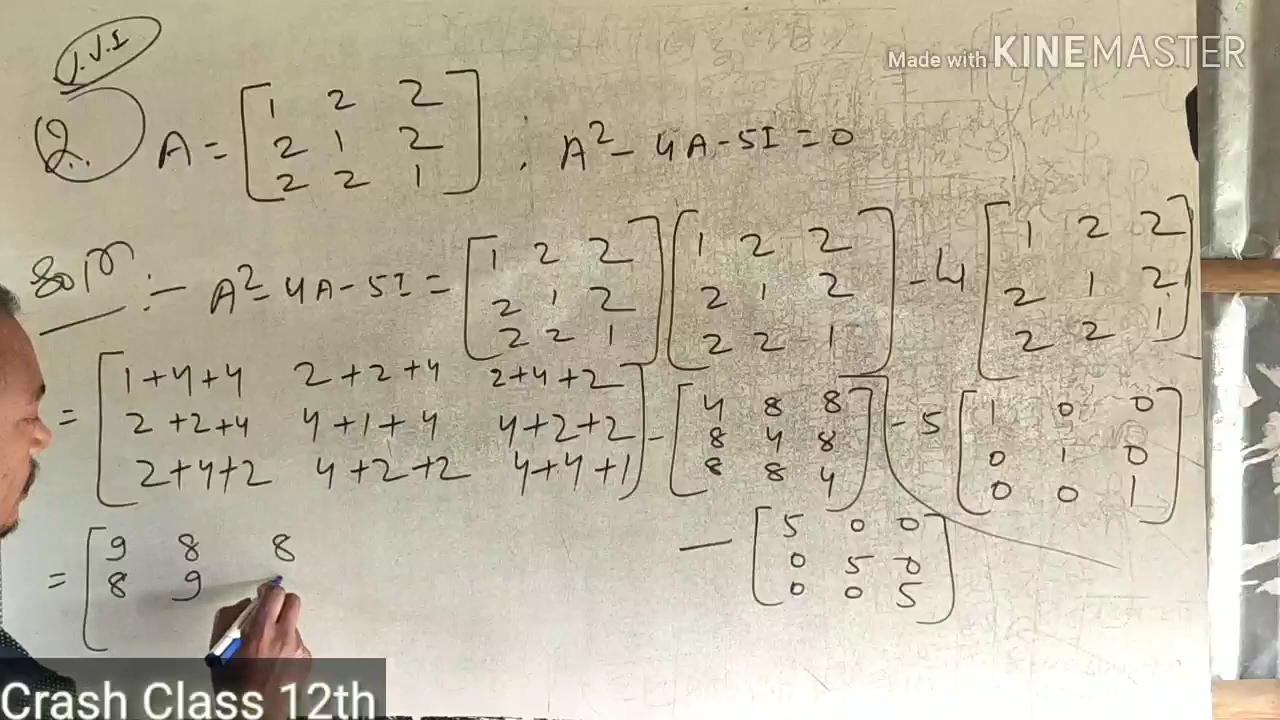 I.V.I
Made with KINEMASTER
Q. A = [1 2 2; 2 1 2; 2 2 1] ; A² - 4A - 5I = 0
Solⁿ :- A² - 4A - 5I = [1 2 2; 2 1 2; 2 2 1] [1 2 2; 2 1 2; 2 2 1] - 4 [1 2 2; 2 1 2; 2 2 1]
= [1+4+4 2+2+4 2+4+2; 2+2+4 4+1+4 4+2+2; 2+4+2 4+2+2 4+4+1] - [4 8 8; 8 4 8; 8 8 4] - 5 [1 0 0; 0 1 0; 0 0 1]
= [9 8 8; 8 9 - [5 0 0; 0 5 0; 0 0 5]
Crash Class 12th